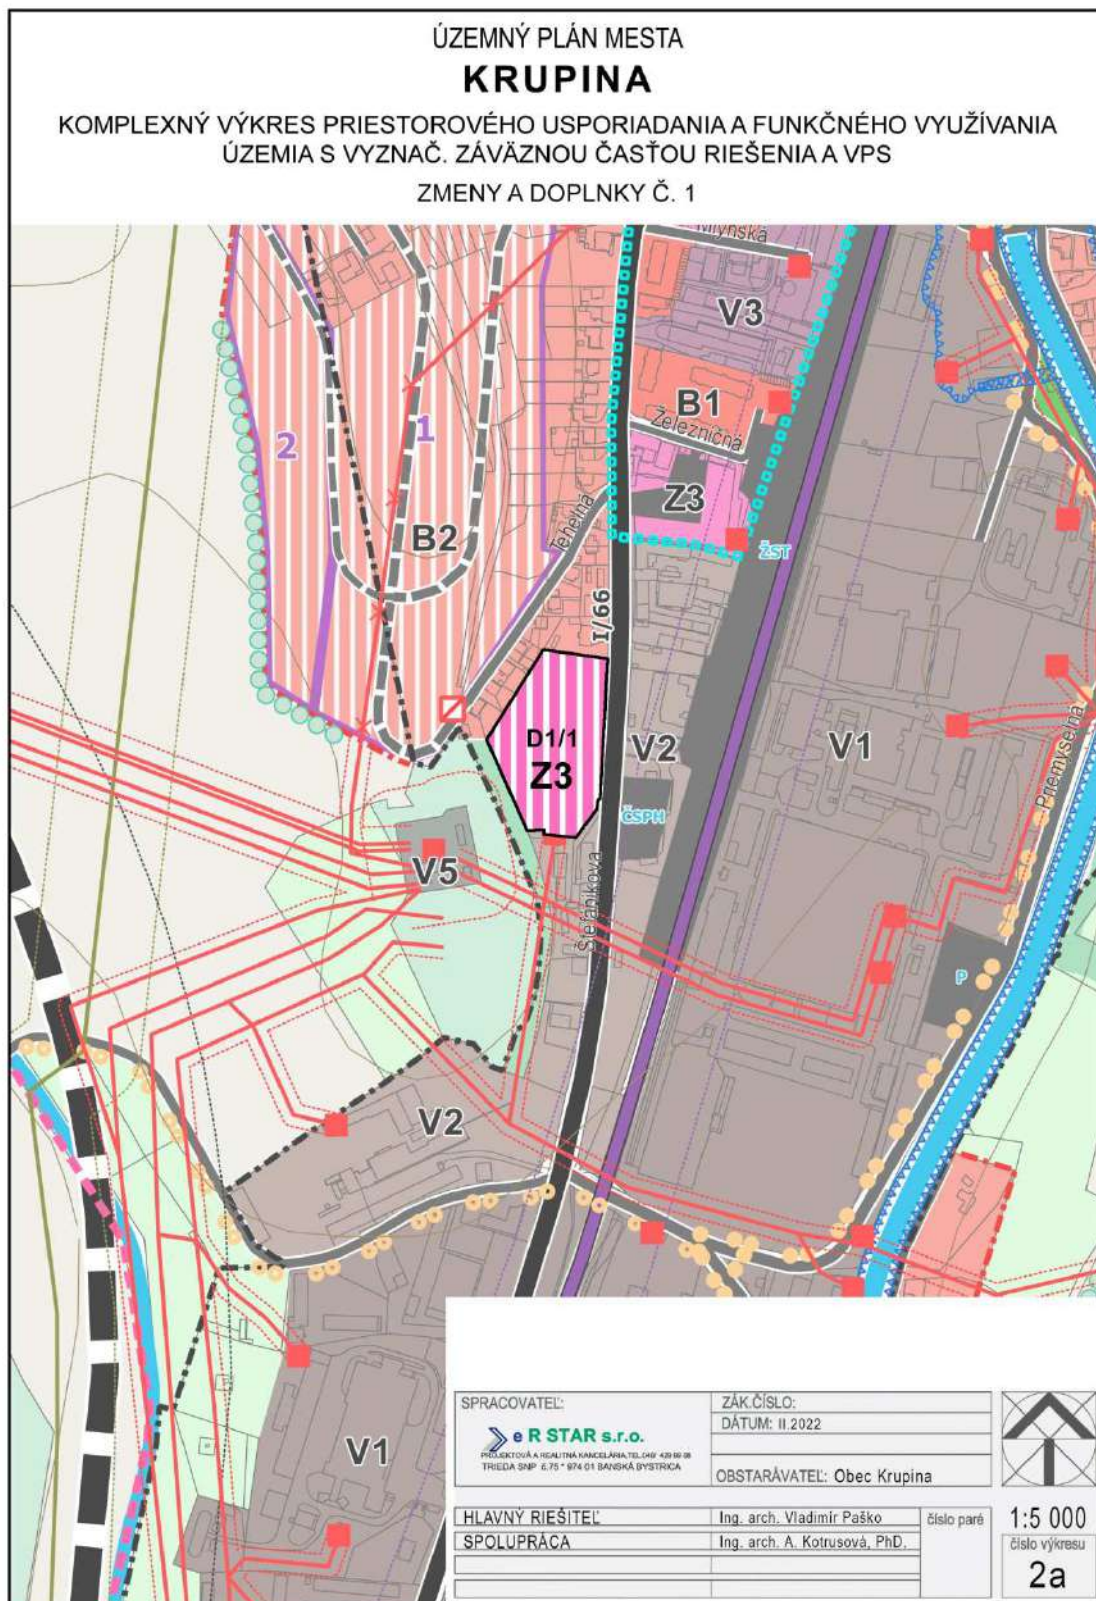 ÚZEMNÝ PLÁN MESTA
KRUPINA
KOMPLEXNÝ VÝKRES PRIESTOROVÉHO USPORIADANIA A FUNKČNÉHO VYUŽÍVANIA
ÚZEMIA S VYZNAČ. ZÁVÄZNOU ČASŤOU RIEŠENIA A VPS
ZMENY A DOPLNKY Č. 1
Mlynská
V3
B1
Železničná
2
1
Z3
B2
Tehelná
ŽST
I/66
D1/1
Z3
V2
V1
Priemyselná
ČSPH
V5
Štefánikova
P
V2
V1
SPRACOVATEĽ:
e R STAR s.r.o.
PROJEKTOVÁ A REALITNÁ KANCELÁRIA,
TRIEDA SNP č.75 * 974 01 BANSKÁ BYSTRICA
ZÁK.ČÍSLO:
DÁTUM: II.2022
OBSTARÁVATEĽ: Obec Krupina
HLAVNÝ RIEŠITEĽ
Ing. arch. Vladimír Paško
SPOLUPRÁCA
Ing. arch. A. Kotrusová, PhD.
číslo paré
1:5 000
číslo výkresu
2a